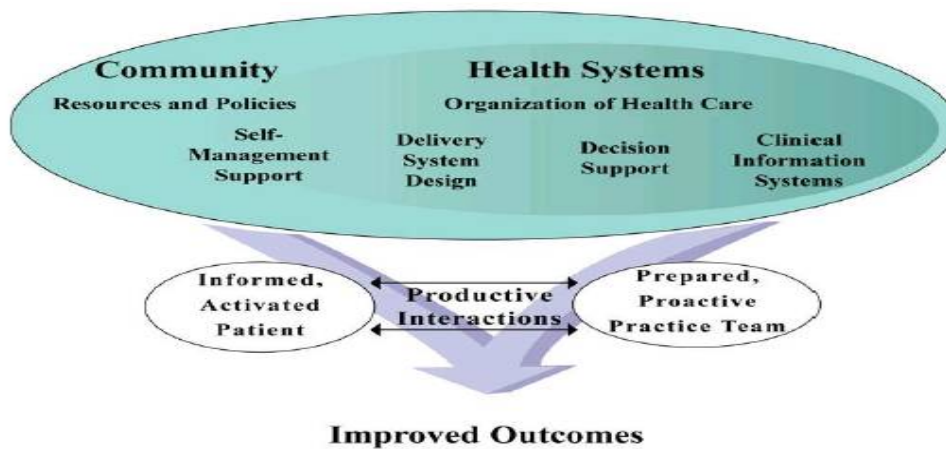 Community
Health Systems
Resources and Policies
Organization of Health Care
Self-
Management
Support
Delivery
System
Design
Decision
Support
Clinical
Information
Systems
Informed,
Activated
Patient
Productive
Interactions
Prepared,
Proactive
Practice Team
Improved Outcomes